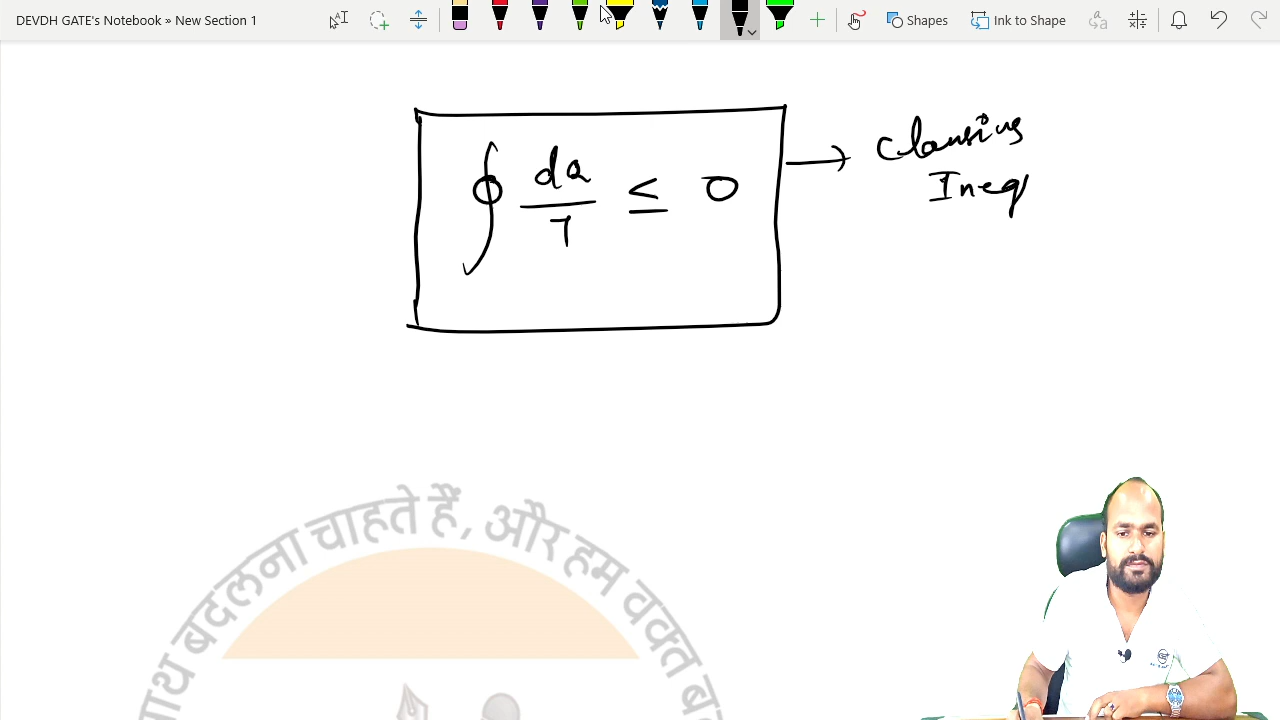 DEVDH GATE's Notebook » New Section 1
Shapes
Ink to Shape
∮ dQ/T ≤ 0 → Clausius
Ineq
साथ बदलना चाहते हैं, और हम वक्त